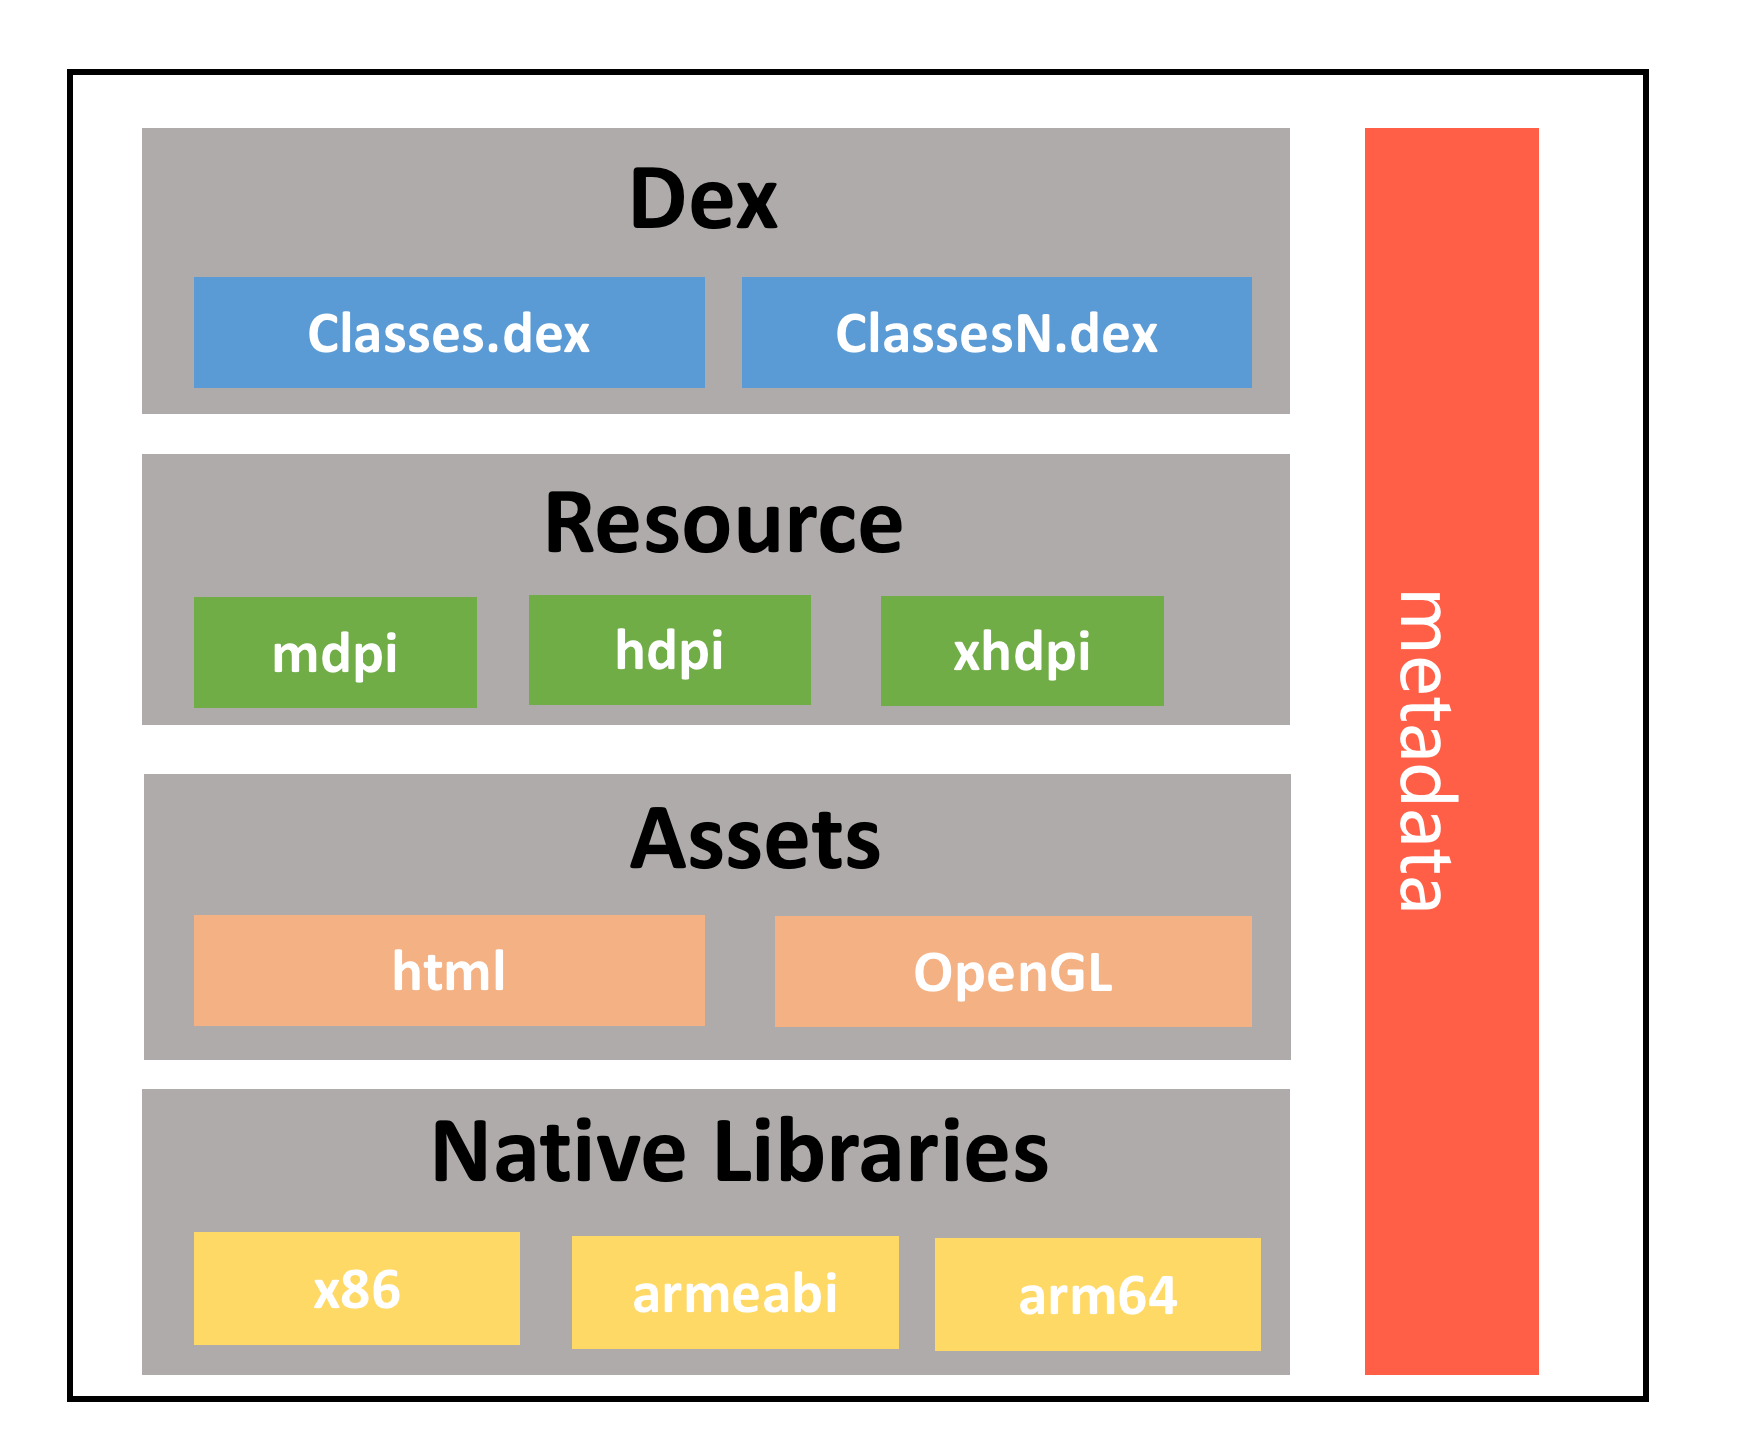 Dex
Classes.dex
ClassesN.dex
Resource
mdpi
hdpi
xhdpi
Assets
html
OpenGL
Native Libraries
x86
armeabi
arm64
metadata